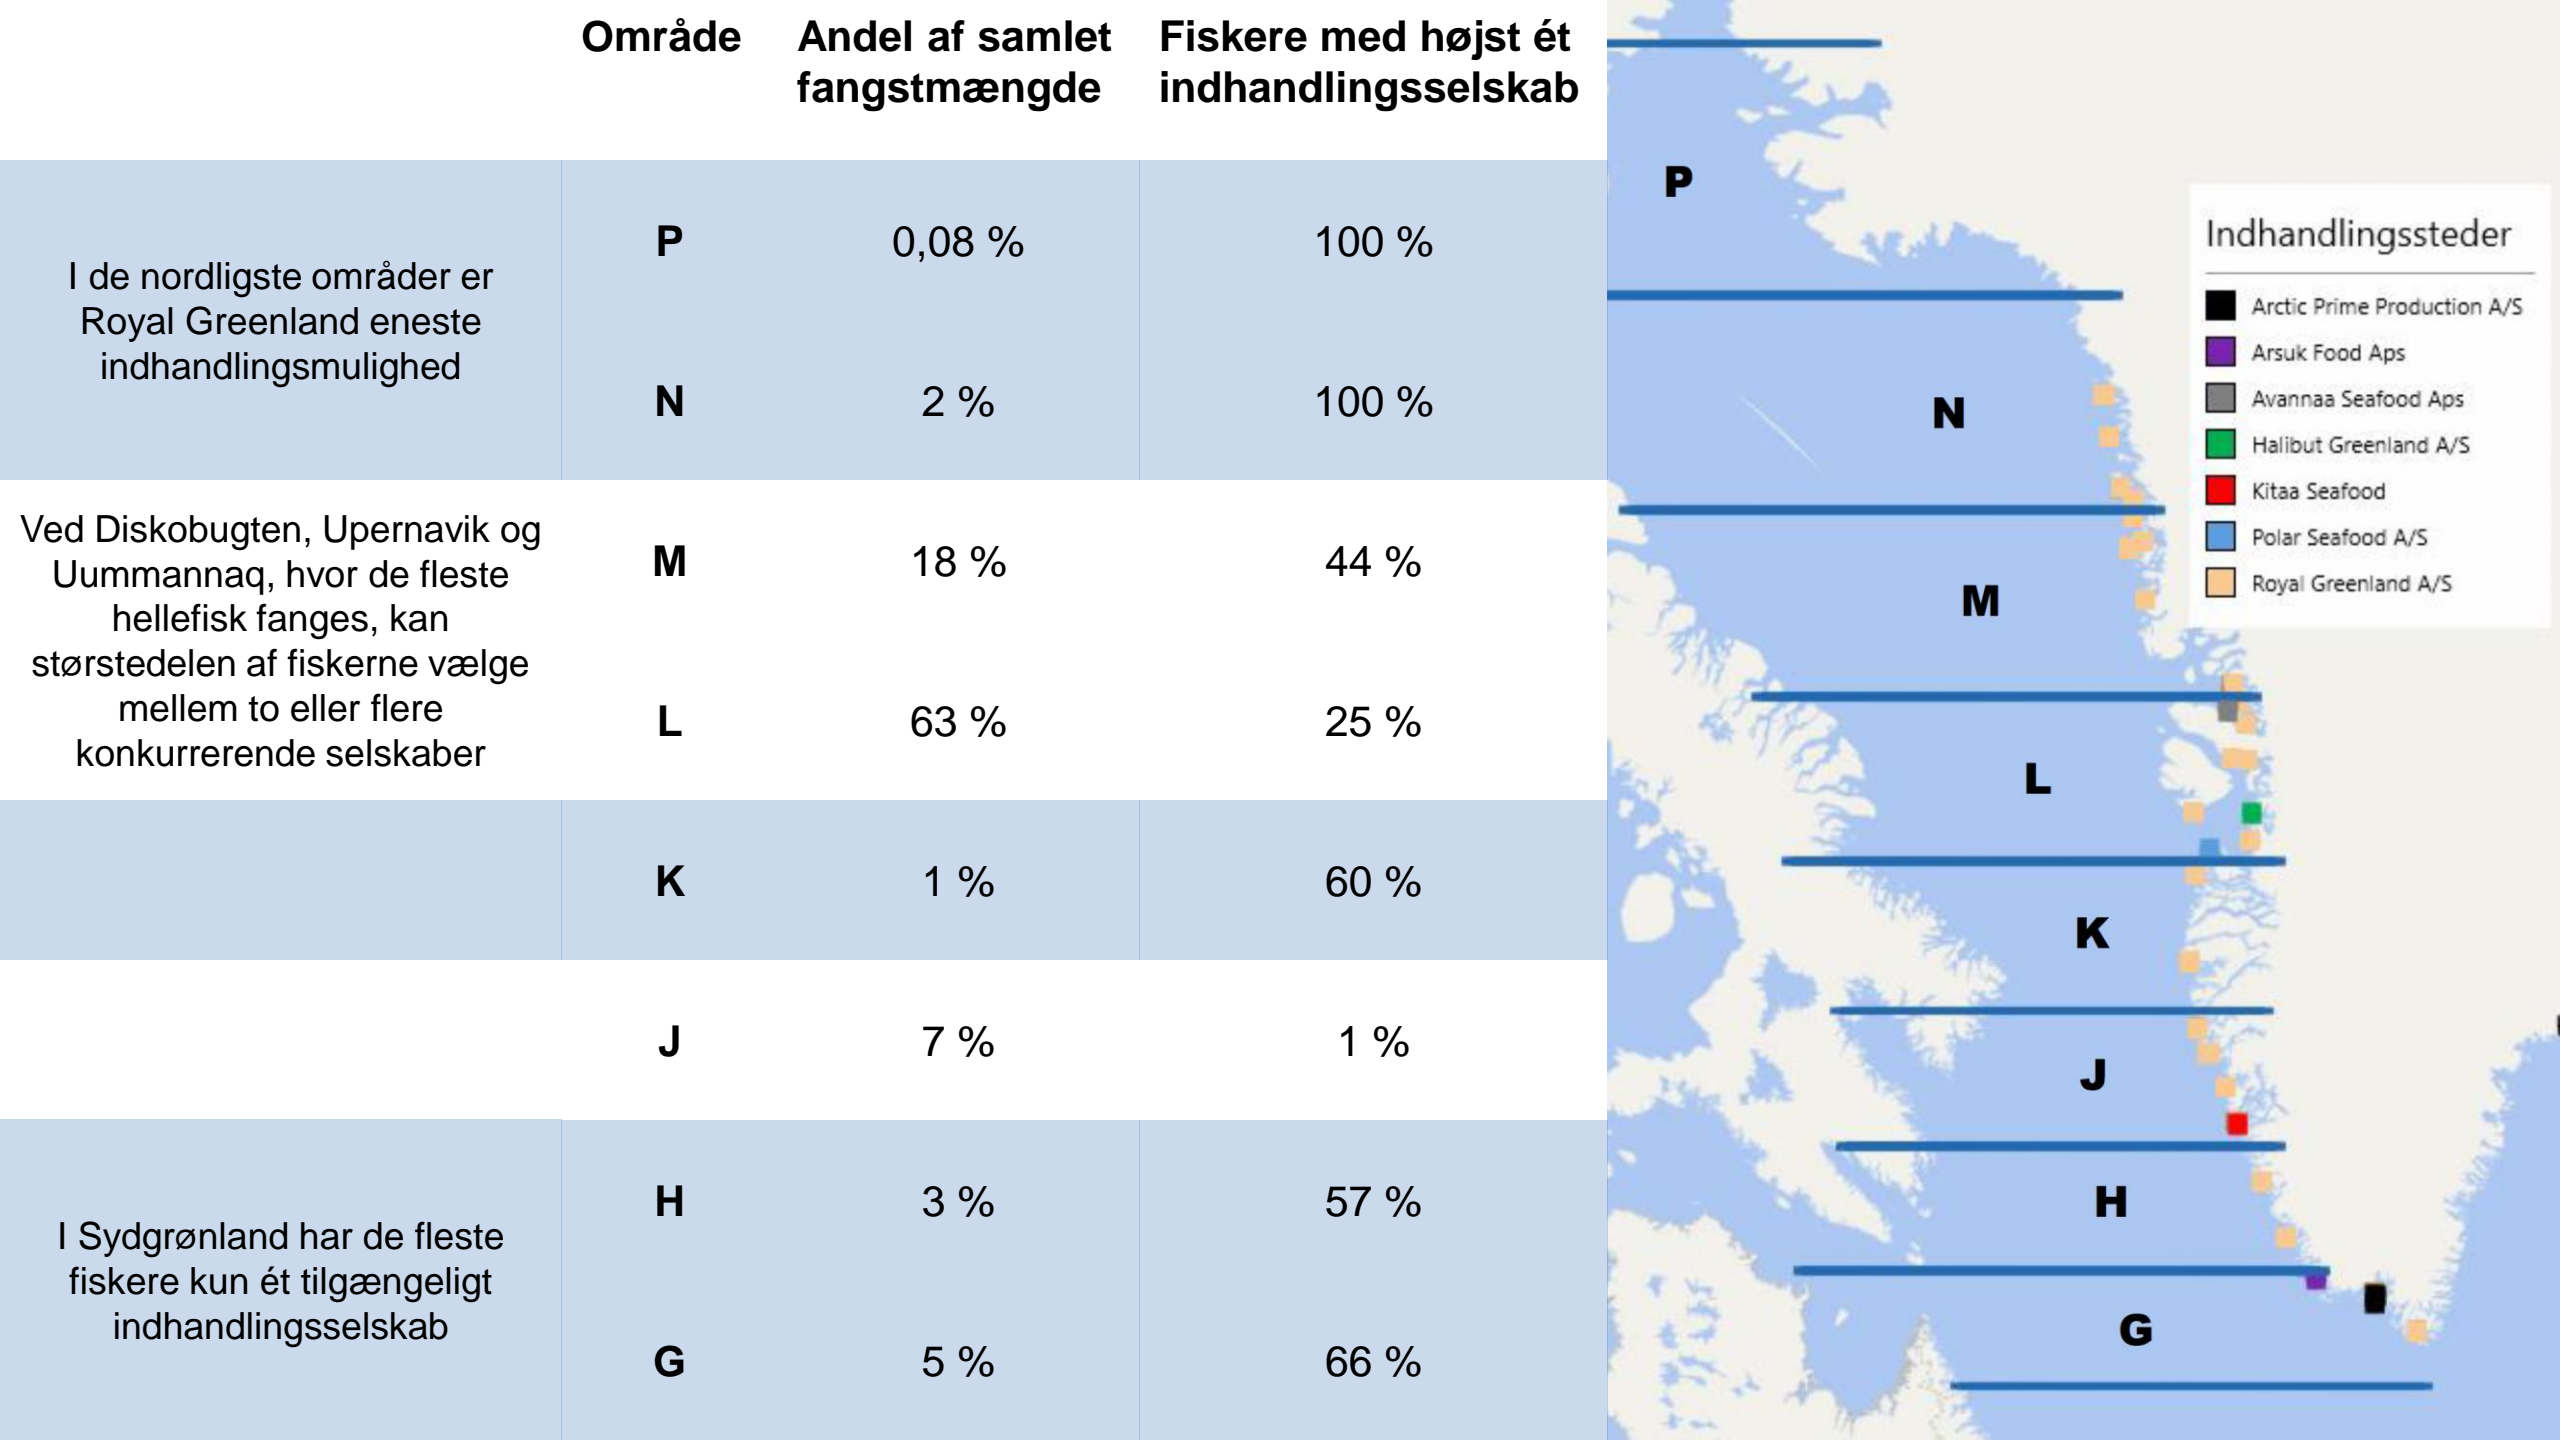 Område
Andel af samlet
fangstmængde
Fiskere med højst ét
indhandlingsselskab
I de nordligste områder er
Royal Greenland eneste
indhandlingsmulighed
P
0,08 %
100 %
N
2 %
100 %
Ved Diskobugten, Upernavik og
Uummannaq, hvor de fleste
hellefisk fanges, kan
størstedelen af fiskerne vælge
mellem to eller flere
konkurrerende selskaber
M
18 %
44 %
L
63 %
25 %
K
1 %
60 %
J
7 %
1 %
I Sydgrønland har de fleste
fiskere kun ét tilgængeligt
indhandlingsselskab
H
3 %
57 %
G
5 %
66 %
P
N
M
L
K
J
H
G
Indhandlingssteder
Arctic Prime Production A/S
Arsuk Food Aps
Avannaa Seafood Aps
Halibut Greenland A/S
Kitaa Seafood
Polar Seafood A/S
Royal Greenland A/S